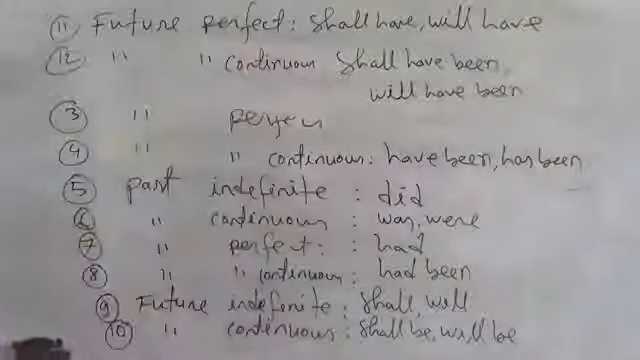 11 Future perfect: Shall have, will have
12 " " continuous Shall have been,
will have been
3 "
4 " " continuous: have been, has been
5 past indefinite : did
6 " continuous : was, were
7 " perfect: : had
8 " " continuous: had been
9 Future indefinite: Shall, will
10 " continuous: Shall be, will be